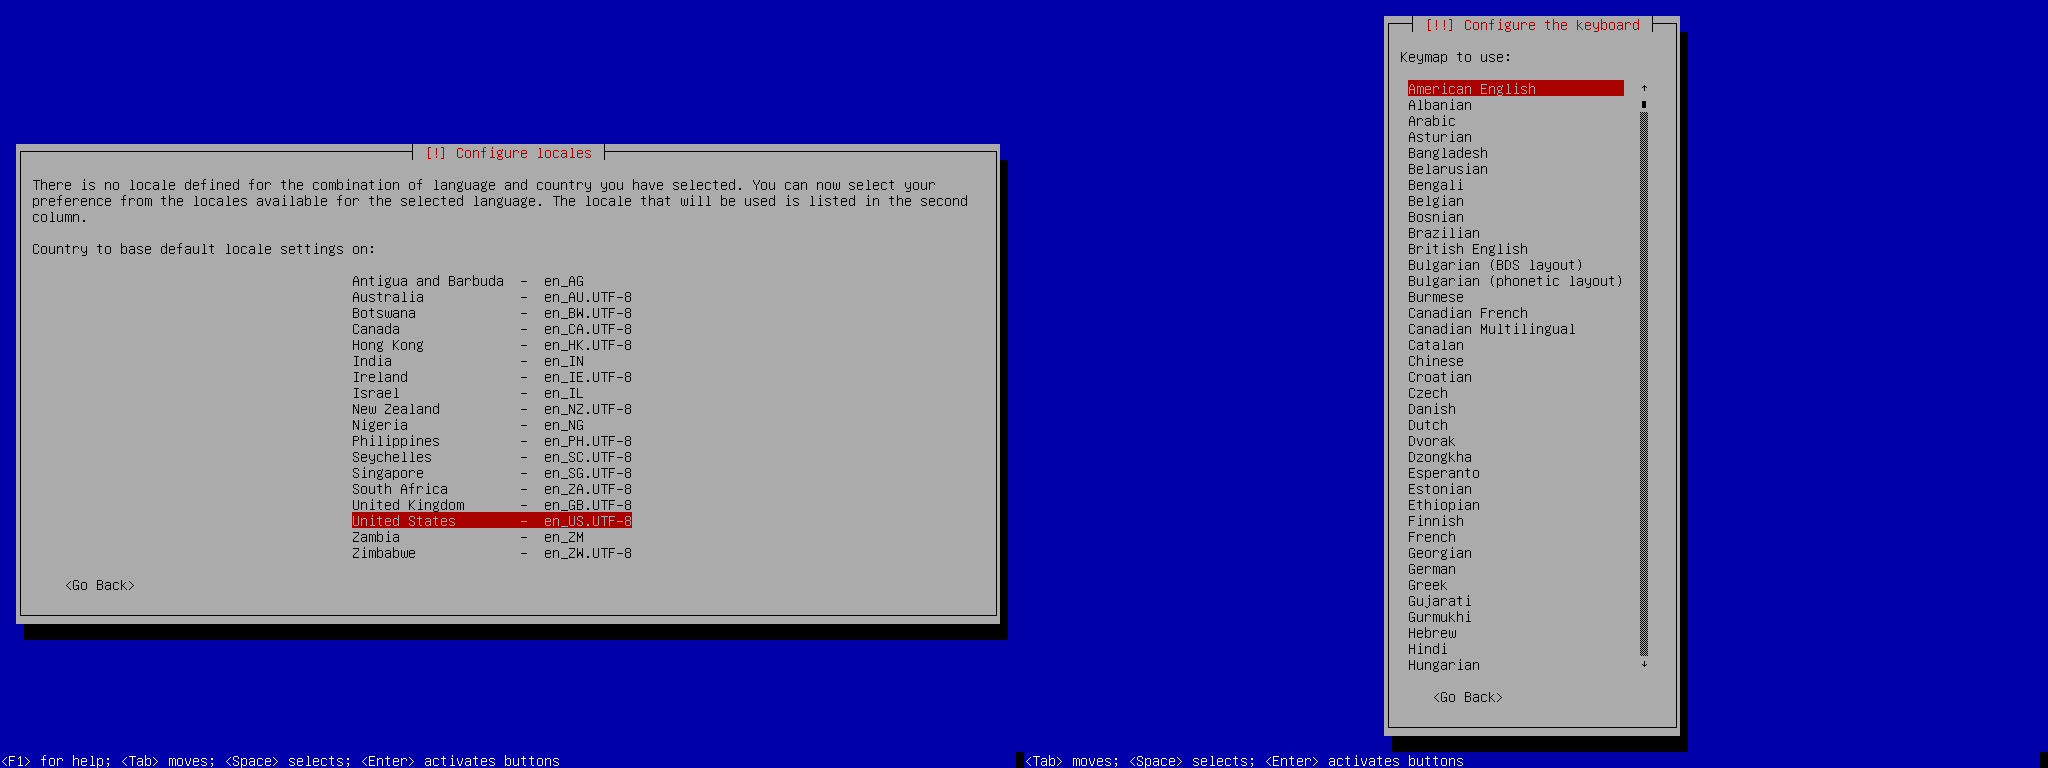 [!] Configure locales
There is no locale defined for the combination of language and country you have selected. You can now select your
preference from the locales available for the selected language. The locale that will be used is listed in the second
column.
Country to base default locale settings on:
Antigua and Barbuda - en_AG
Australia - en_AU.UTF-8
Botswana - en_BW.UTF-8
Canada - en_CA.UTF-8
Hong Kong - en_HK.UTF-8
India - en_IN
Ireland - en_IE.UTF-8
Israel - en_IL
New Zealand - en_NZ.UTF-8
Nigeria - en_NG
Philippines - en_PH.UTF-8
Seychelles - en_SC.UTF-8
Singapore - en_SG.UTF-8
South Africa - en_ZA.UTF-8
United Kingdom - en_GB.UTF-8
United States - en_US.UTF-8
Zambia - en_ZM
Zimbabwe - en_ZW.UTF-8
<Go Back>
<F1> for help; <Tab> moves; <Space> selects; <Enter> activates buttons
[!!] Configure the keyboard
Keymap to use:
American English
Albanian
Arabic
Asturian
Bangladesh
Belarusian
Bengali
Belgian
Bosnian
Brazilian
British English
Bulgarian (BDS layout)
Bulgarian (phonetic layout)
Burmese
Canadian French
Canadian Multilingual
Catalan
Chinese
Croatian
Czech
Danish
Dutch
Dvorak
Dzongkha
Esperanto
Estonian
Ethiopian
Finnish
French
Georgian
German
Greek
Gujarati
Gurmukhi
Hebrew
Hindi
Hungarian
<Go Back>
<Tab> moves; <Space> selects; <Enter> activates buttons